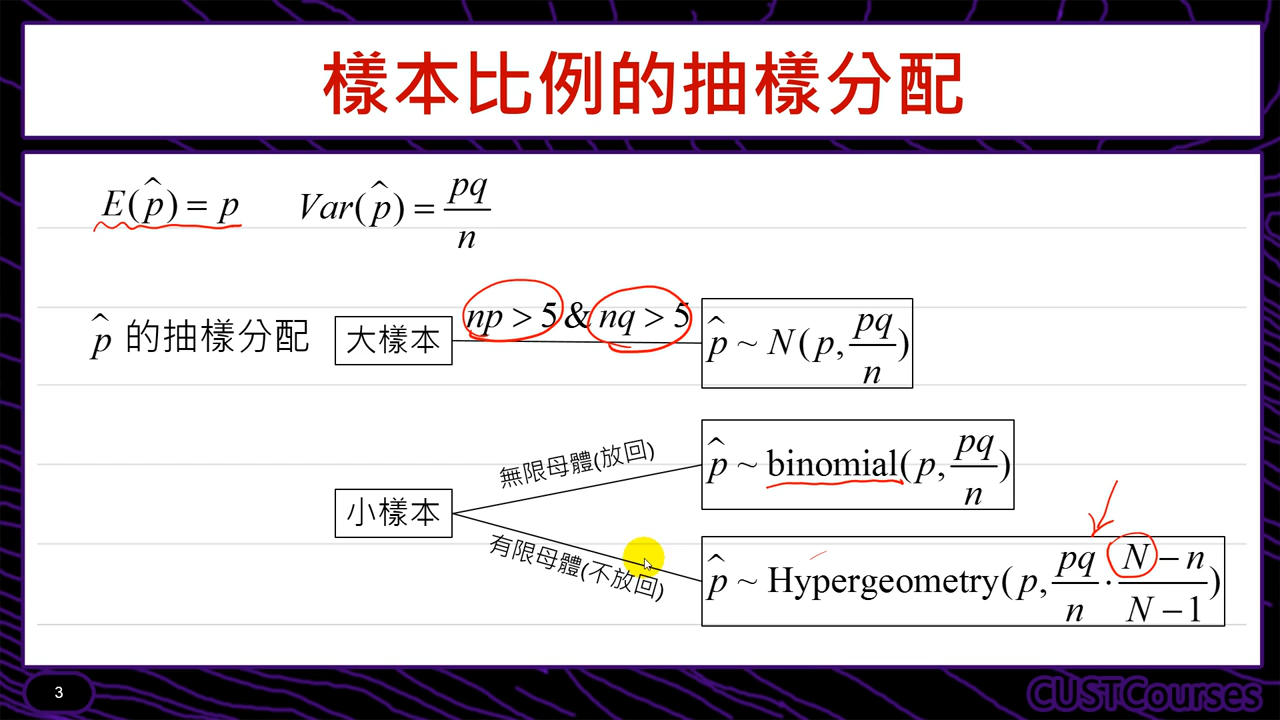 樣本比例的抽樣分配
E(p̂) = p  Var(p̂) = pq/n
p̂ 的抽樣分配 大樣本 np > 5 & nq > 5 p̂ ~ N(p, pq/n)
無限母體(放回) p̂ ~ binomial(p, pq/n)
小樣本
有限母體(不放回) p̂ ~ Hypergeometry(p, pq/n · N−n/N−1)
3
CUSTCourses